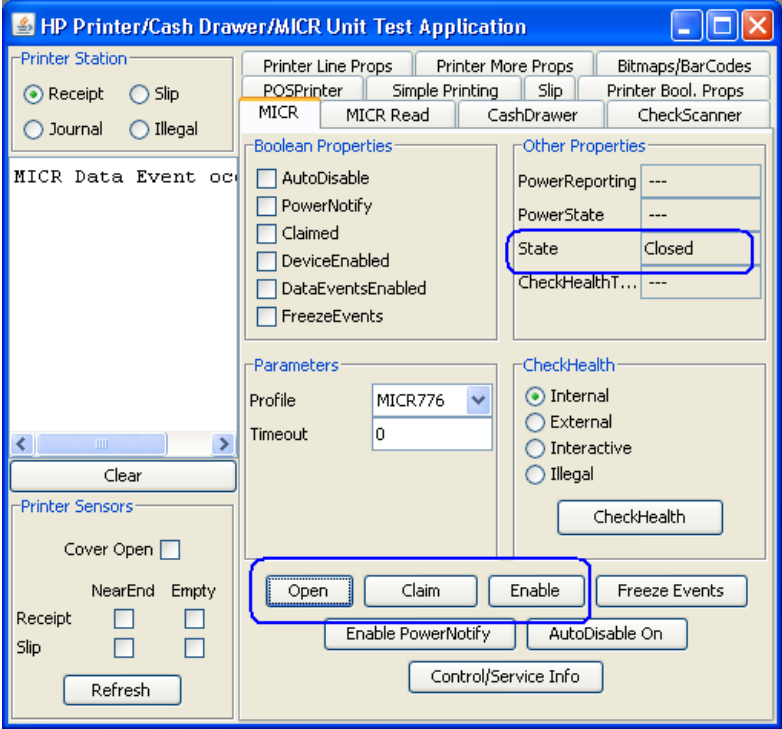 HP Printer/Cash Drawer/MICR Unit Test Application
Printer Station
Receipt
Slip
Journal
Illegal
MICR Data Event oc
Clear
Printer Sensors
Cover Open
NearEnd Empty
Receipt
Slip
Refresh
Printer Line Props
Printer More Props
Bitmaps/BarCodes
POSPrinter
Simple Printing
Slip
Printer Bool. Props
MICR
MICR Read
CashDrawer
CheckScanner
Boolean Properties
AutoDisable
PowerNotify
Claimed
DeviceEnabled
DataEventsEnabled
FreezeEvents
Other Properties
PowerReporting ---
PowerState ---
State Closed
CheckHealthT... ---
Parameters
Profile MICR776
Timeout 0
CheckHealth
Internal
External
Interactive
Illegal
CheckHealth
Open
Claim
Enable
Freeze Events
Enable PowerNotify
AutoDisable On
Control/Service Info